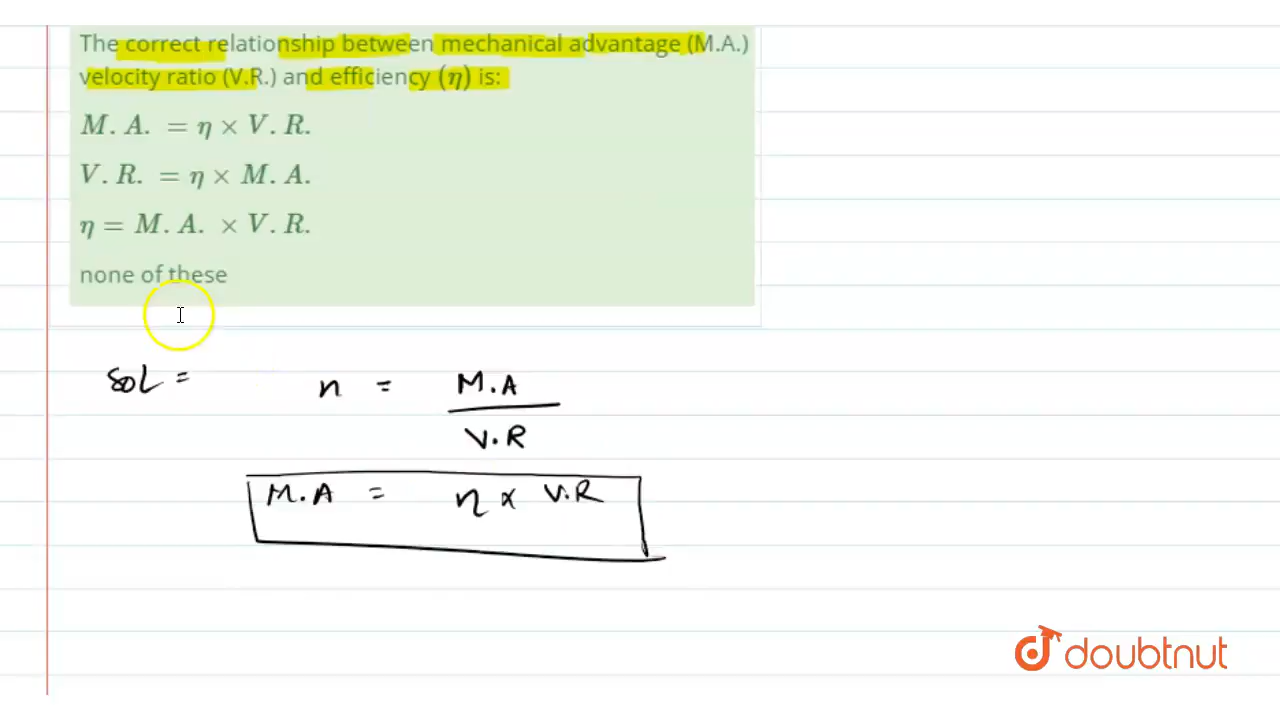 The correct relationship between mechanical advantage (M.A.)
velocity ratio (V.R.) and efficiency (η) is:
M. A. = η × V. R.
V. R. = η × M. A.
η = M. A. × V. R.
none of these
SOL = n = M.A
V.R
M.A = η × V.R
doubtnut